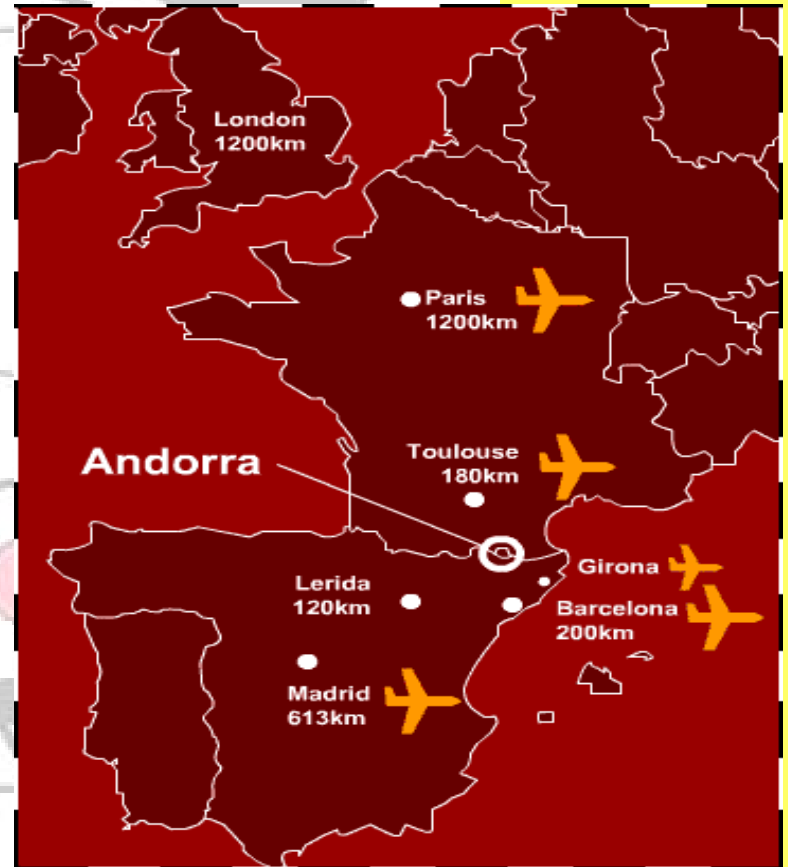 London
1200km
Paris
1200km
Toulouse
180km
Andorra
Girona
Lerida
120km
Barcelona
200km
Madrid
613km